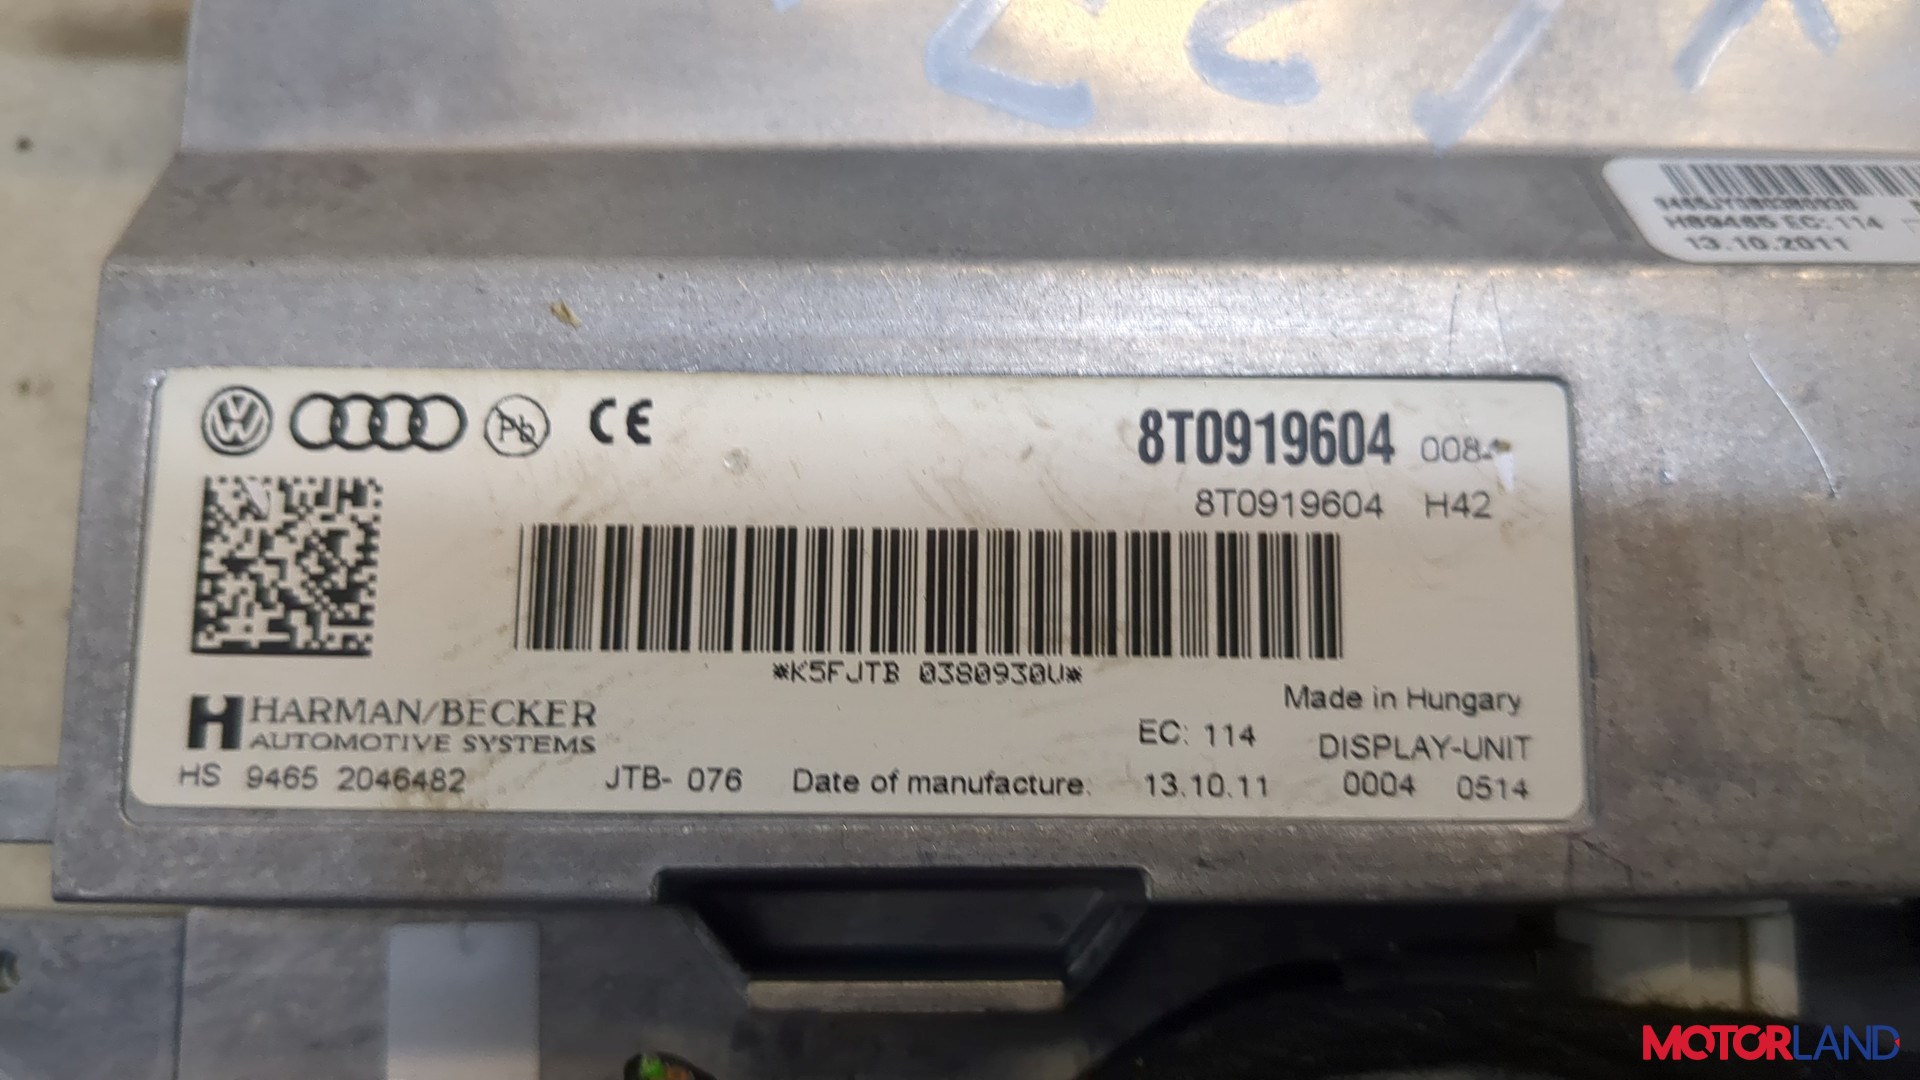 H89465 EC: 114
13.10.2011
Pb CE 8T0919604
8T0919604 H42
*K5FJTB 0380930U*
HARMAN/BECKER
AUTOMOTIVE SYSTEMS
Made in Hungary
EC: 114 DISPLAY-UNIT
HS 9465 2046482 JTB- 076 Date of manufacture: 13.10.11 0004 0514
MOTORLAND